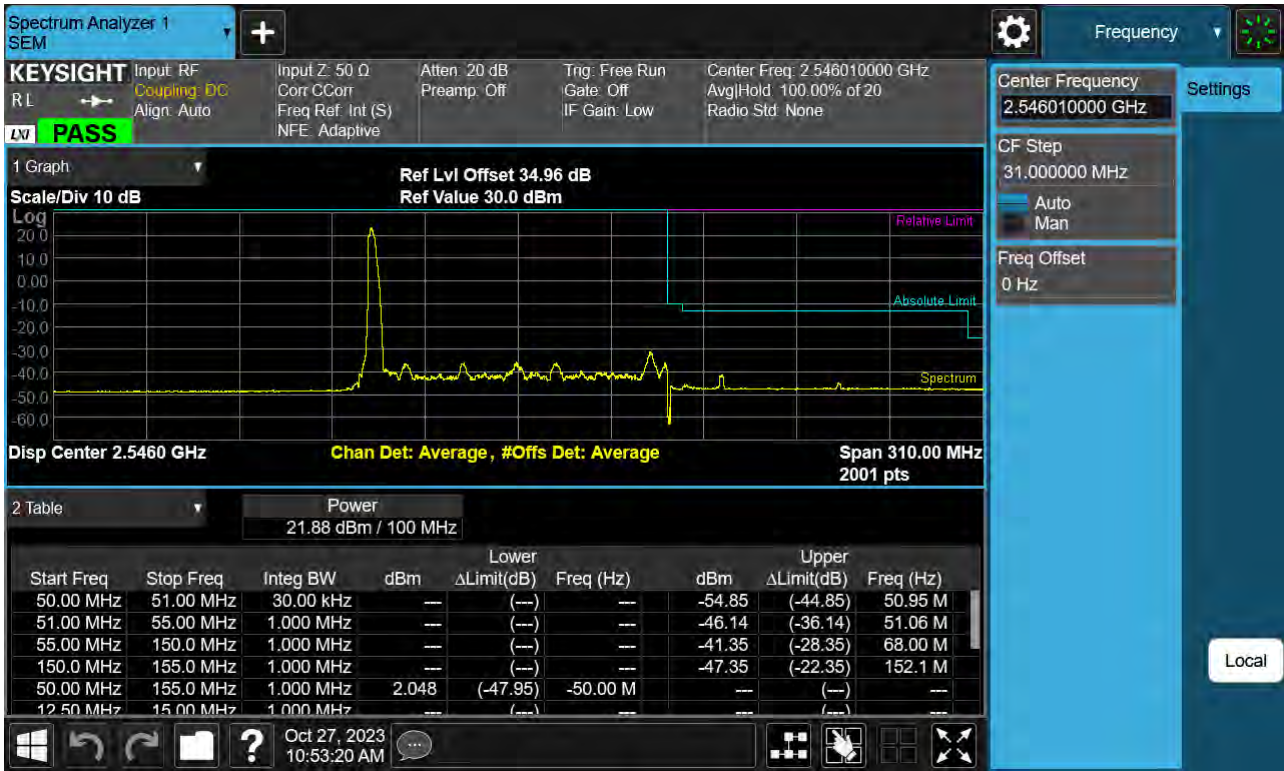 Spectrum Analyzer 1
SEM
Frequency
KEYSIGHT
RL
LXI
PASS
Input: RF
Coupling: DC
Align: Auto
Input Z: 50 Ω
Corr CCorr
Freq Ref: Int (S)
NFE: Adaptive
Atten: 20 dB
Preamp: Off
Trig: Free Run
Gate: Off
IF Gain: Low
Center Freq: 2.546010000 GHz
Avg|Hold: 100.00% of 20
Radio Std: None
Center Frequency
2.546010000 GHz
Settings
CF Step
31.000000 MHz
Auto
Man
Freq Offset
0 Hz
1 Graph
Scale/Div 10 dB
Ref Lvl Offset 34.96 dB
Ref Value 30.0 dBm
Log
20.0
10.0
0.00
-10.0
-20.0
-30.0
-40.0
-50.0
-60.0
Relative Limit
Absolute Limit
Spectrum
Disp Center 2.5460 GHz
Chan Det: Average, #Offs Det: Average
Span 310.00 MHz
2001 pts
2 Table
Power
21.88 dBm / 100 MHz
Lower Upper
Start Freq Stop Freq Integ BW dBm ΔLimit(dB) Freq (Hz) dBm ΔLimit(dB) Freq (Hz)
50.00 MHz 51.00 MHz 30.00 kHz --- (---) --- -54.85 (-44.85) 50.95 M
51.00 MHz 55.00 MHz 1.000 MHz --- (---) --- -46.14 (-36.14) 51.06 M
55.00 MHz 150.0 MHz 1.000 MHz --- (---) --- -41.35 (-28.35) 68.00 M
150.0 MHz 155.0 MHz 1.000 MHz --- (---) --- -47.35 (-22.35) 152.1 M
50.00 MHz 155.0 MHz 1.000 MHz 2.048 (-47.95) -50.00 M --- (---) ---
12.50 MHz 15.00 MHz 1.000 MHz --- (---) --- --- (---) ---
Local
?
Oct 27, 2023
10:53:20 AM